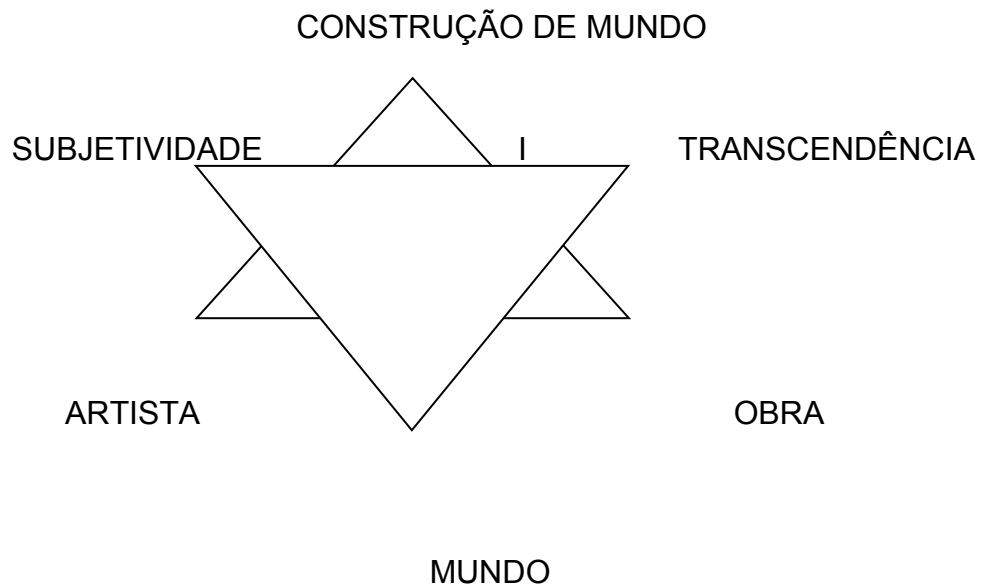 CONSTRUÇÃO DE MUNDO
SUBJETIVIDADE I TRANSCENDÊNCIA
ARTISTA OBRA
MUNDO